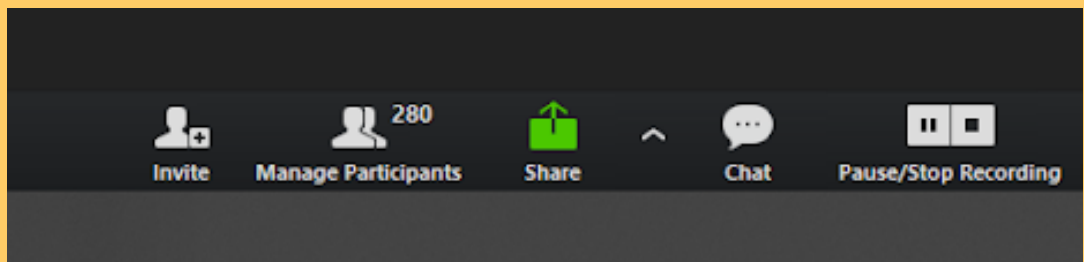 280
Invite
Manage Participants
Share
Chat
Pause/Stop Recording